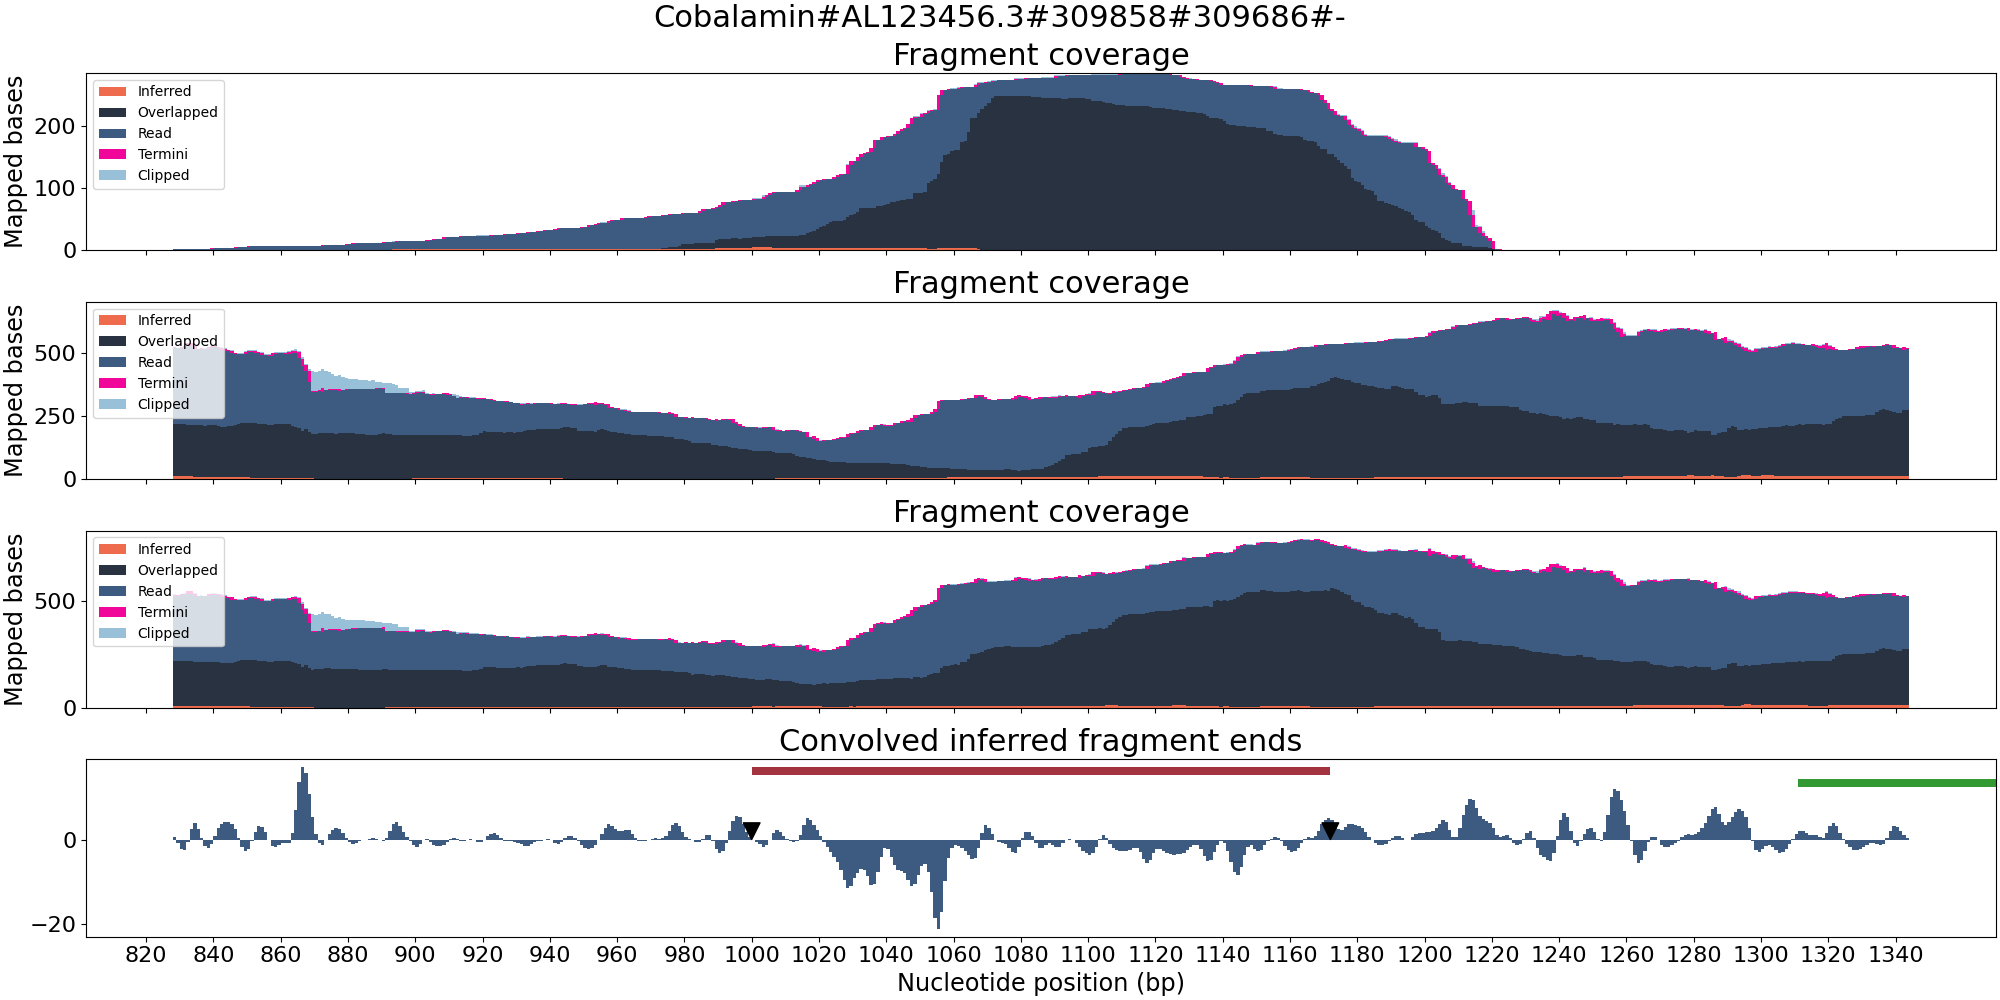 Cobalamin#AL123456.3#309858#309686#-
Fragment coverage
Mapped bases
200
100
0
Inferred
Overlapped
Read
Termini
Clipped
Fragment coverage
Mapped bases
500
250
0
Inferred
Overlapped
Read
Termini
Clipped
Fragment coverage
Mapped bases
500
0
Inferred
Overlapped
Read
Termini
Clipped
Convolved inferred fragment ends
0
−20
820 840 860 880 900 920 940 960 980 1000 1020 1040 1060 1080 1100 1120 1140 1160 1180 1200 1220 1240 1260 1280 1300 1320 1340
Nucleotide position (bp)